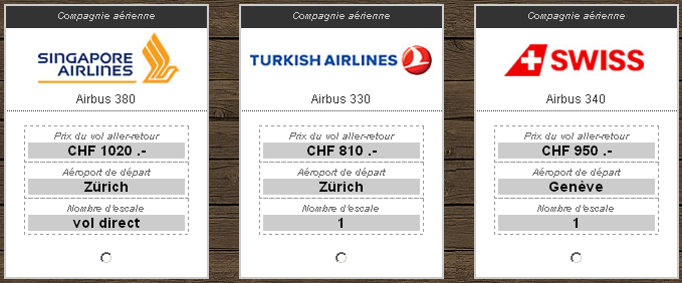 Compagnie aérienne
SINGAPORE
AIRLINES
Airbus 380
Prix du vol aller-retour
CHF 1020 .-
Aéroport de départ
Zürich
Nombre d'escale
vol direct
Compagnie aérienne
TURKISH AIRLINES
Airbus 330
Prix du vol aller-retour
CHF 810 .-
Aéroport de départ
Zürich
Nombre d'escale
1
Compagnie aérienne
SWISS
Airbus 340
Prix du vol aller-retour
CHF 950 .-
Aéroport de départ
Genève
Nombre d'escale
1